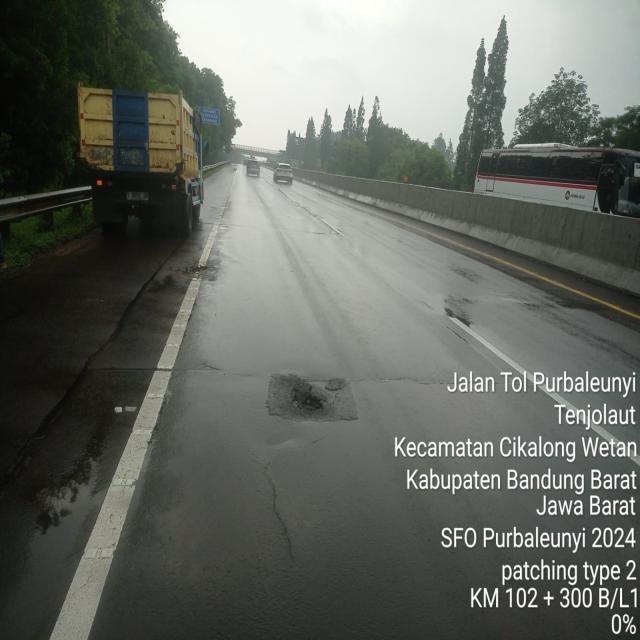 Jalan Tol Purbaleunyi
Tenjolaut
Kecamatan Cikalong Wetan
Kabupaten Bandung Barat
Jawa Barat
SFO Purbaleunyi 2024
patching type 2
KM 102 + 300 B/L1
0%